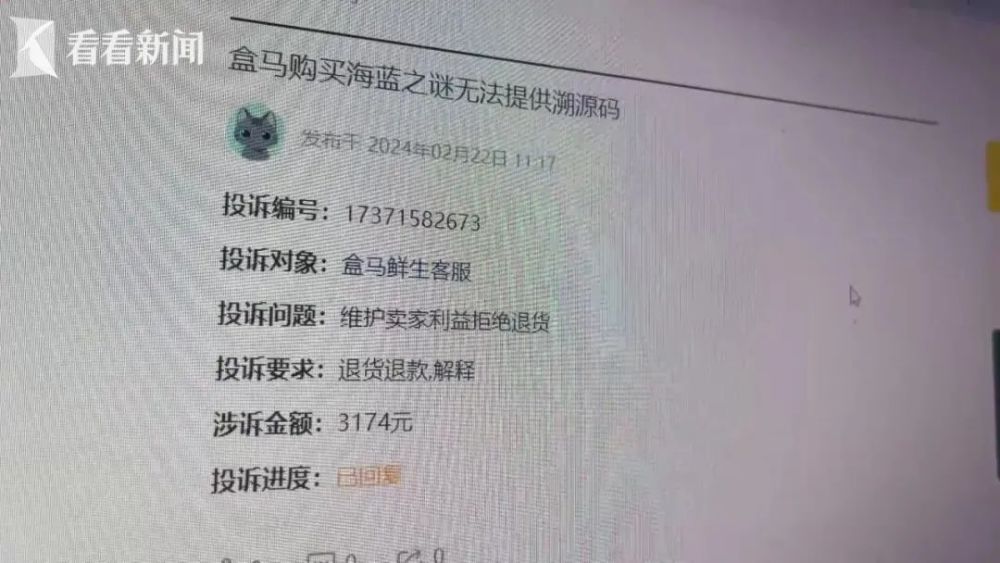 看看新闻
盒马购买海蓝之谜无法提供溯源码
发布于 2024年02月22日 11:17
投诉编号： 17371582673
投诉对象： 盒马鲜生客服
投诉问题： 维护卖家利益拒绝退货
投诉要求： 退货退款,解释
涉诉金额： 3174元
投诉进度： 已回复